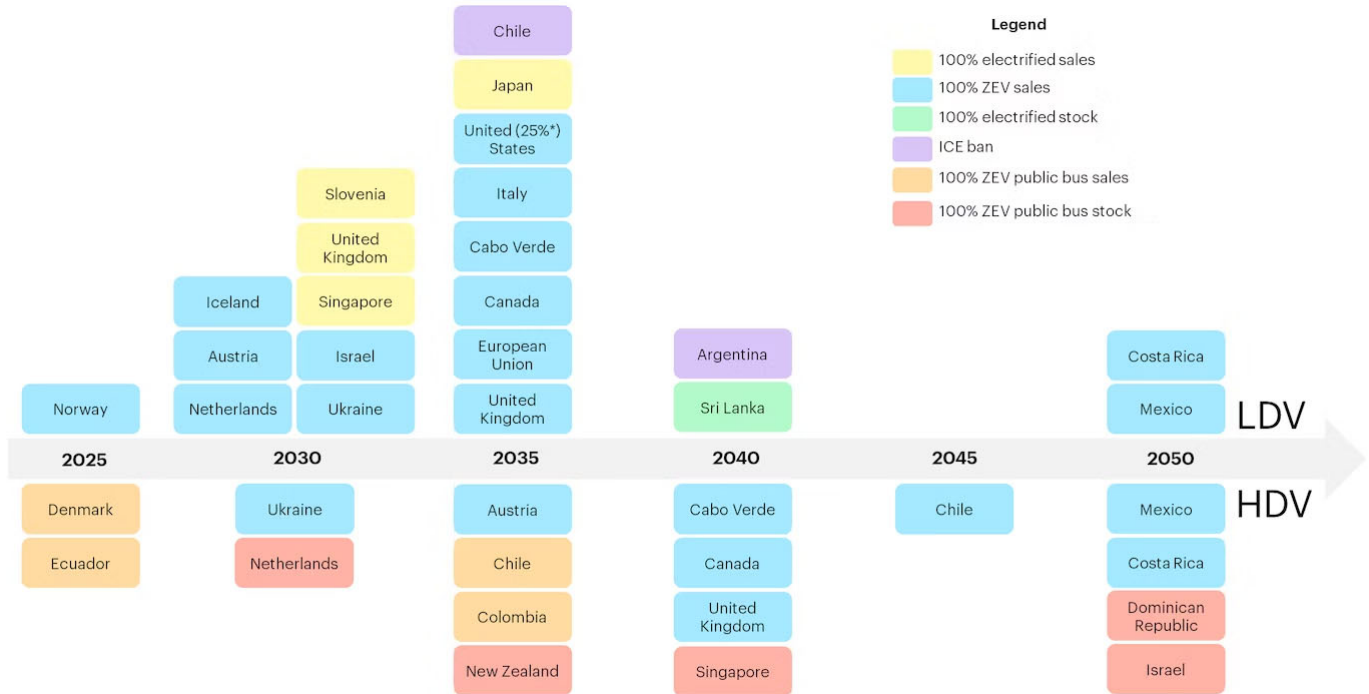 Chile
Legend
100% electrified sales
Japan
100% ZEV sales
100% electrified stock
United (25%*)
States
ICE ban
100% ZEV public bus sales
Slovenia
Italy
100% ZEV public bus stock
United
Kingdom
Cabo Verde
Iceland
Singapore
Canada
Austria
Israel
European
Union
Argentina
Costa Rica
Norway
Netherlands
Ukraine
United
Kingdom
Sri Lanka
Mexico
LDV
2025
2030
2035
2040
2045
2050
Denmark
Ukraine
Austria
Cabo Verde
Chile
Mexico
HDV
Ecuador
Netherlands
Chile
Canada
Costa Rica
Colombia
United
Kingdom
Dominican
Republic
New Zealand
Singapore
Israel